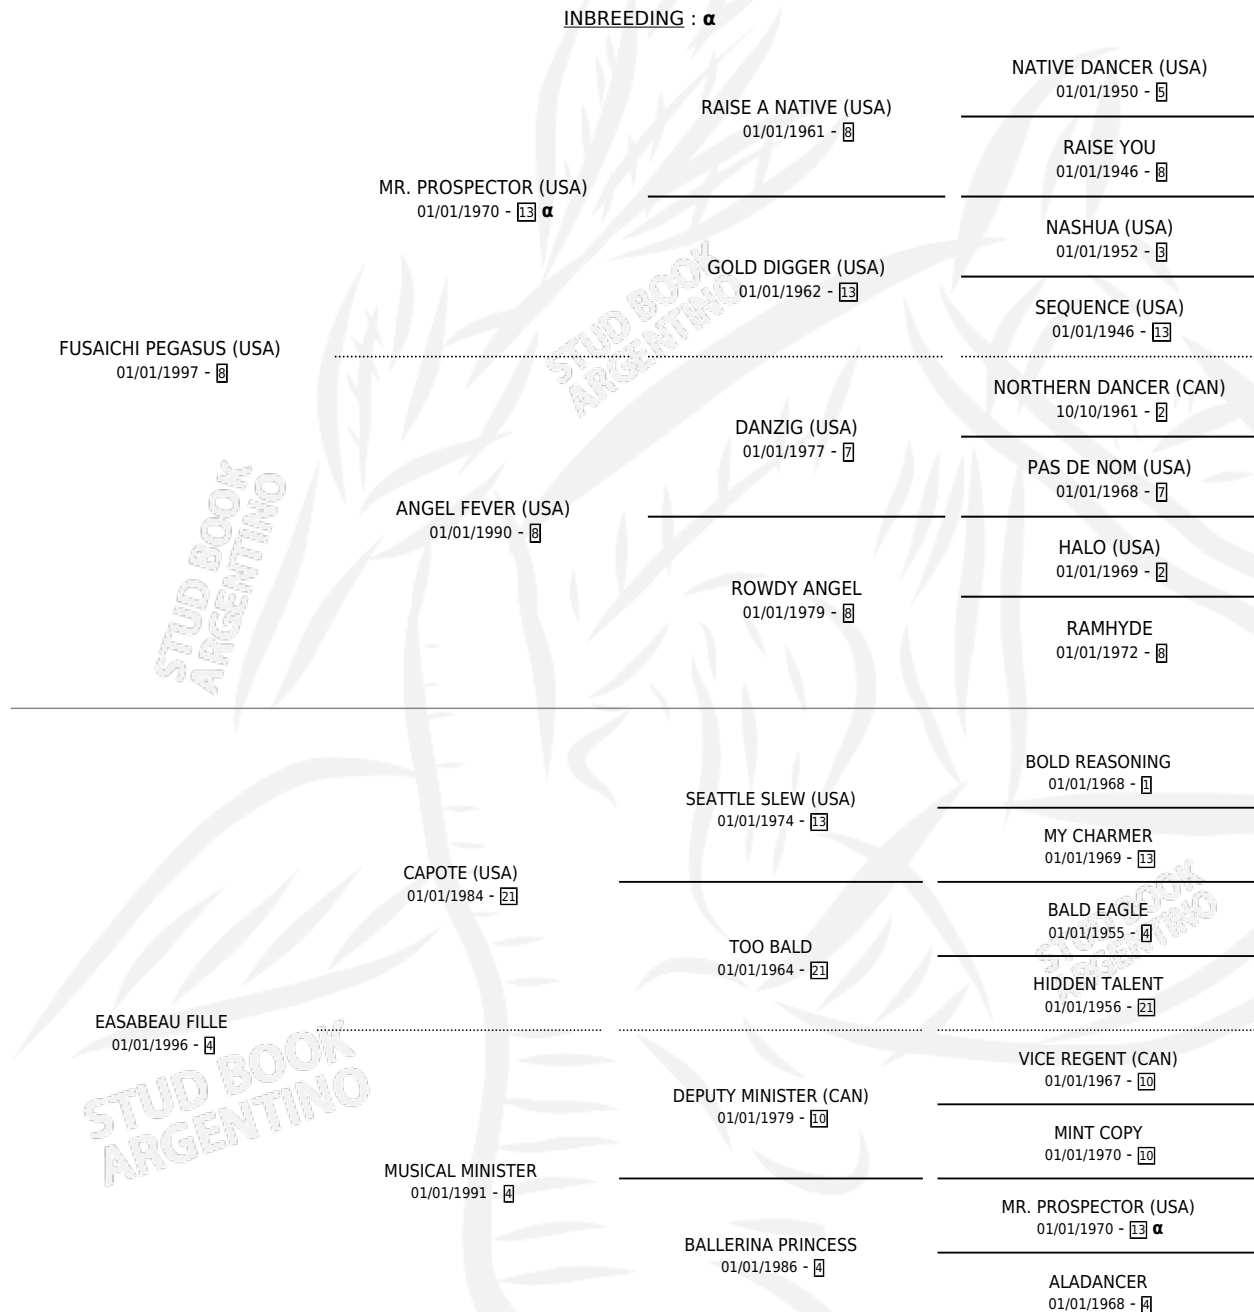 INBREEDING : α
NATIVE DANCER (USA)
01/01/1950 - 5
RAISE A NATIVE (USA)
01/01/1961 - 8
RAISE YOU
01/01/1946 - 8
MR. PROSPECTOR (USA)
01/01/1970 - 13 α
NASHUA (USA)
01/01/1952 - 3
GOLD DIGGER (USA)
01/01/1962 - 13
SEQUENCE (USA)
01/01/1946 - 13
FUSAICHI PEGASUS (USA)
01/01/1997 - 8
NORTHERN DANCER (CAN)
10/10/1961 - 2
DANZIG (USA)
01/01/1977 - 7
PAS DE NOM (USA)
01/01/1968 - 7
ANGEL FEVER (USA)
01/01/1990 - 8
HALO (USA)
01/01/1969 - 2
ROWDY ANGEL
01/01/1979 - 8
RAMHYDE
01/01/1972 - 8
BOLD REASONING
01/01/1968 - 1
SEATTLE SLEW (USA)
01/01/1974 - 13
MY CHARMER
01/01/1969 - 13
CAPOTE (USA)
01/01/1984 - 21
BALD EAGLE
01/01/1955 - 4
TOO BALD
01/01/1964 - 21
HIDDEN TALENT
01/01/1956 - 21
EASABEAU FILLE
01/01/1996 - 4
VICE REGENT (CAN)
01/01/1967 - 10
DEPUTY MINISTER (CAN)
01/01/1979 - 10
MINT COPY
01/01/1970 - 10
MUSICAL MINISTER
01/01/1991 - 4
MR. PROSPECTOR (USA)
01/01/1970 - 13 α
BALLERINA PRINCESS
01/01/1986 - 4
ALADANCER
01/01/1968 - 4
STUD BOOK
ARGENTINO
STUD BOOK
ARGENTINO
STUD BOOK
ARGENTINO
STUD BOOK
ARGENTINO